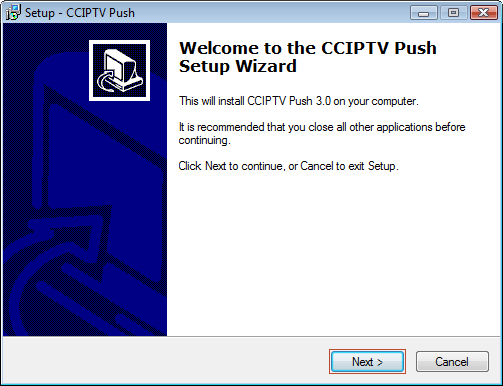 Setup - CCIPTV Push
Welcome to the CCIPTV Push
Setup Wizard
This will install CCIPTV Push 3.0 on your computer.
It is recommended that you close all other applications before
continuing.
Click Next to continue, or Cancel to exit Setup.
Next >
Cancel